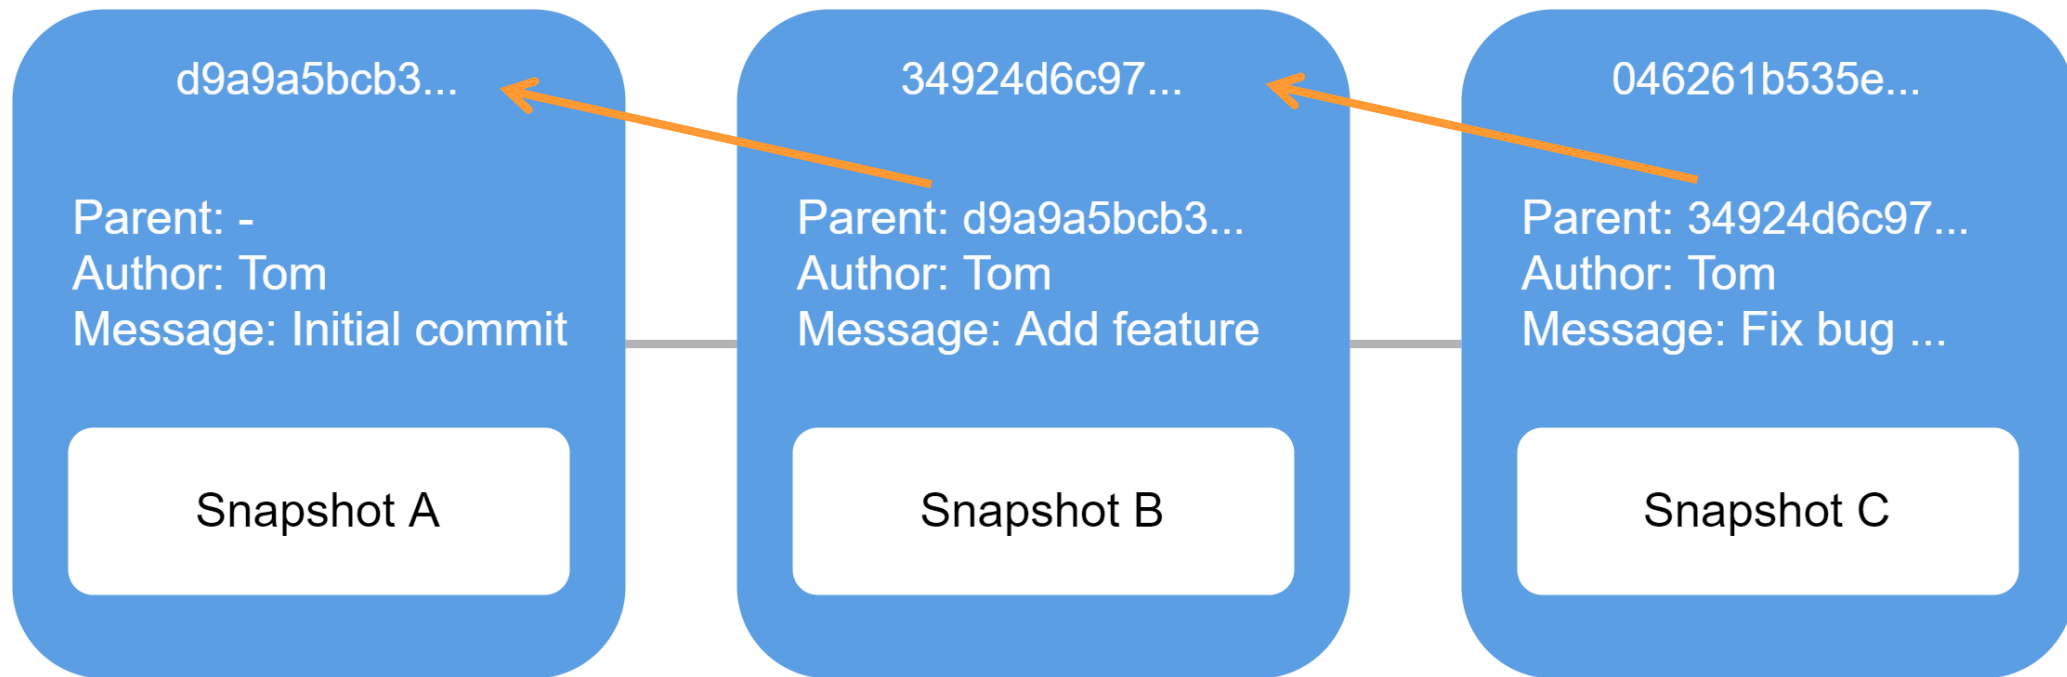 d9a9a5bcb3...
Parent: -
Author: Tom
Message: Initial commit
Snapshot A
34924d6c97...
Parent: d9a9a5bcb3...
Author: Tom
Message: Add feature
Snapshot B
046261b535e...
Parent: 34924d6c97...
Author: Tom
Message: Fix bug ...
Snapshot C